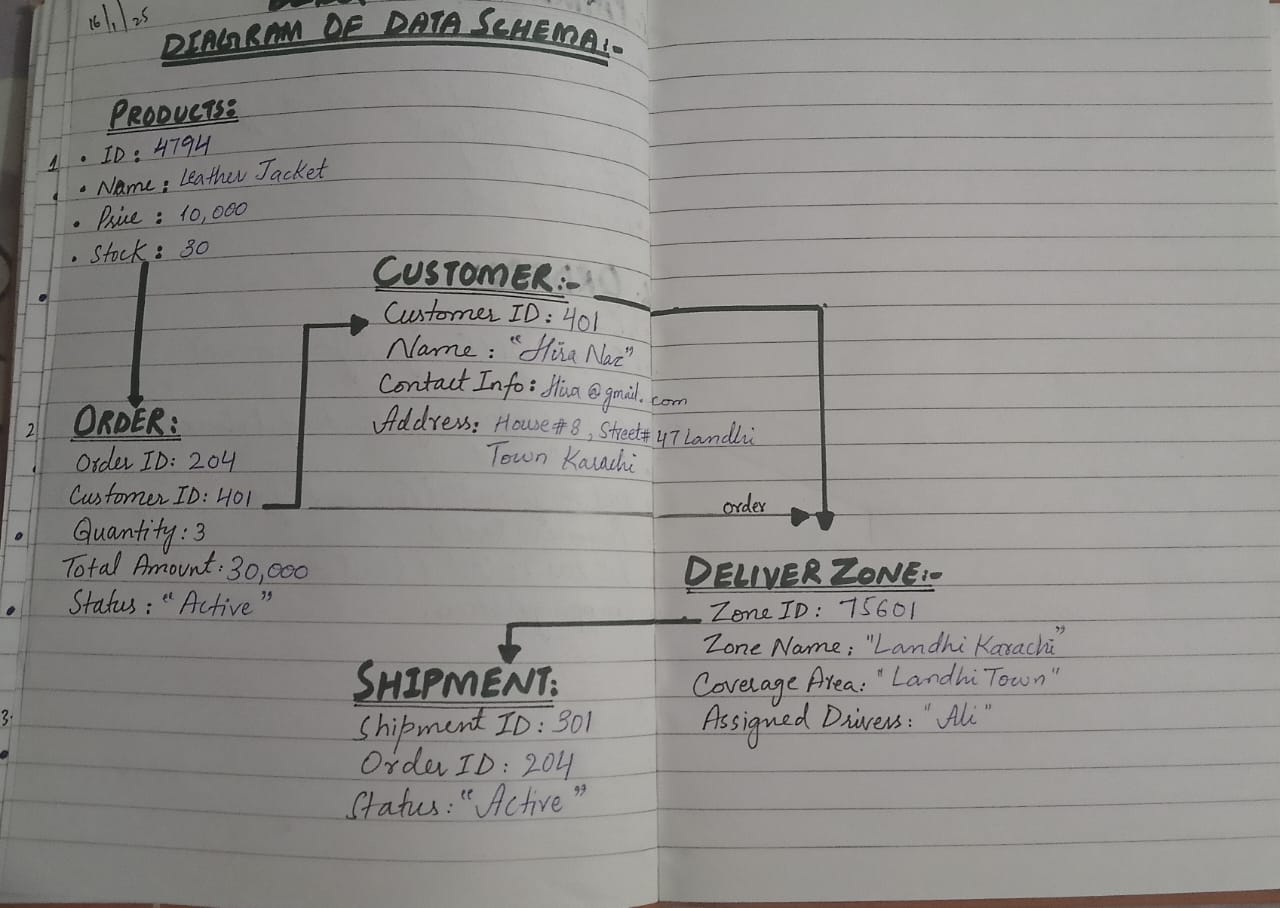 16/1/25
DIAGRAM OF DATA SCHEMA:-
PRODUCTS:
1 • ID: 4794
• Name: Leather Jacket
• Price: 10,000
• Stock: 30
CUSTOMER:-
Customer ID: 401
Name: "Hira Naz"
Contact Info: Hira@gmail.com
Address: House#8, Street#47 Landhi
Town Karachi
2 ORDER:
Order ID: 204
Customer ID: 401
Quantity: 3
Total Amount: 30,000
Status: "Active"
order
DELIVER ZONE:-
Zone ID: 75601
Zone Name: "Landhi Karachi"
Coverage Area: "Landhi Town"
Assigned Drivers: "Ali"
SHIPMENT:
3. Shipment ID: 301
Order ID: 204
Status: "Active"